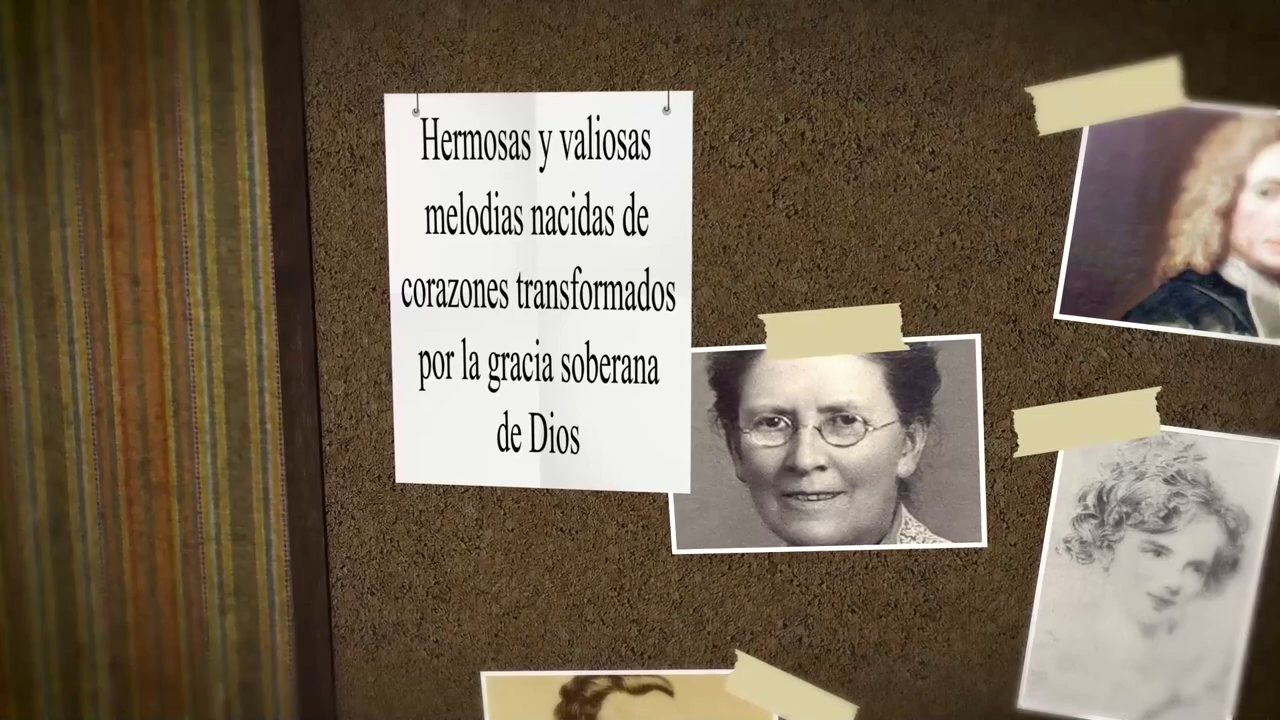 Hermosas y valiosas
melodias nacidas de
corazones transformados
por la gracia soberana
de Dios